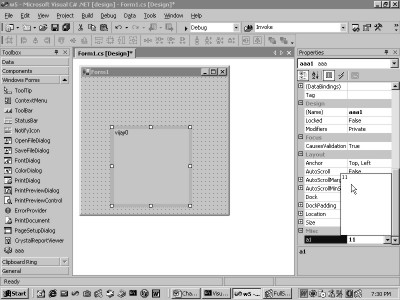 w5 - Microsoft Visual C# .NET [design] - Form1.cs [Design]*
File Edit View Project Build Debug Data Tools Window Help
Debug
Invoke
Toolbox
Data
Components
Windows Forms
ToolTip
ContextMenu
ToolBar
StatusBar
NotifyIcon
OpenFileDialog
SaveFileDialog
FontDialog
ColorDialog
PrintDialog
PrintPreviewDialog
PrintPreviewControl
ErrorProvider
PrintDocument
PageSetupDialog
CrystalReportViewer
aaa
Clipboard Ring
General
Form1.cs [Design]*
Form1
vijay0
Properties
aaa1 aaa
(DataBindings)
Tag
Design
(Name) aaa1
Locked False
Modifiers Private
Focus
CausesValidation True
Layout
Anchor Top, Left
AutoScroll False
AutoScrollMar
AutoScrollMinS
Dock
DockPadding
Location
Size
Misc
11
a1 11
a1
Ready
Start
Cha
Visu
w5 -
FullS
7:30 PM